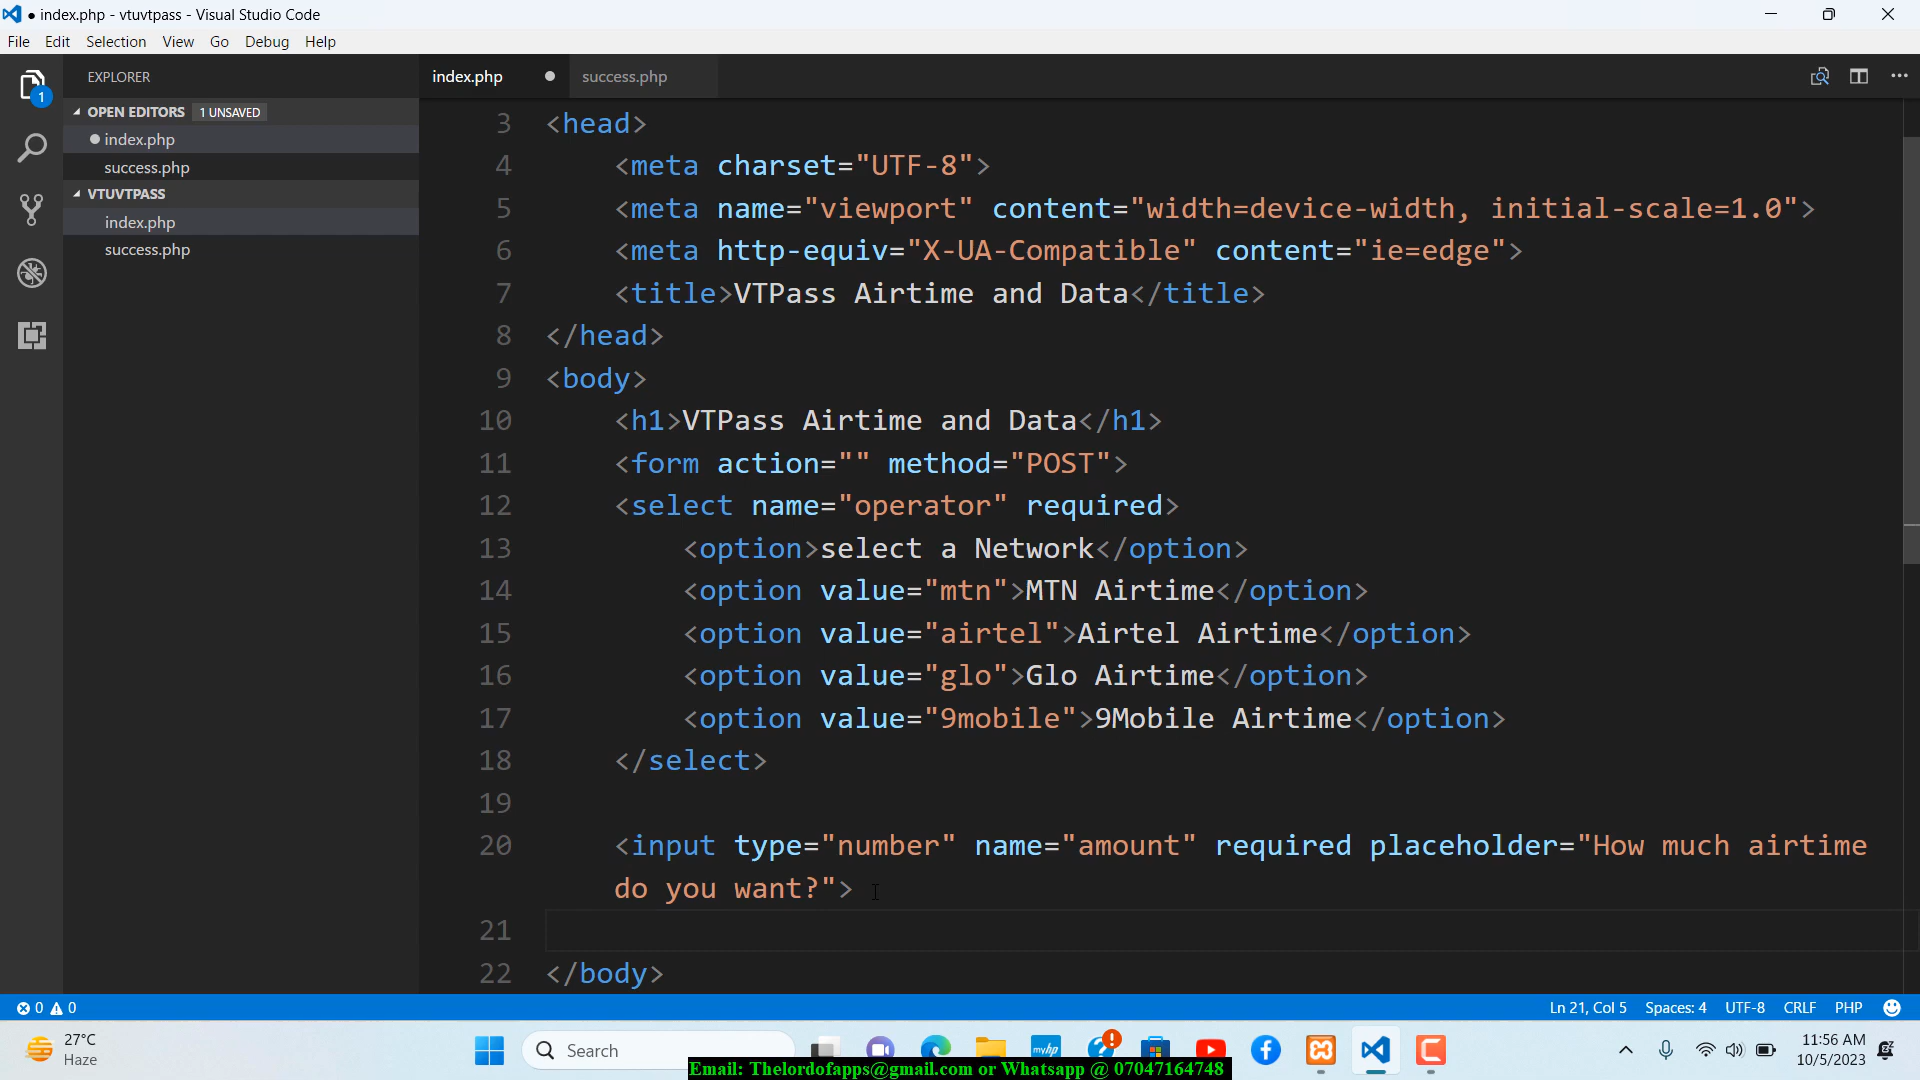 index.php - vtuvtpass - Visual Studio Code
File Edit Selection View Go Debug Help
1
EXPLORER
OPEN EDITORS 1 UNSAVED
index.php
success.php
VTUVTPASS
index.php
success.php
index.php success.php
3 <head>
4 <meta charset="UTF-8">
5 <meta name="viewport" content="width=device-width, initial-scale=1.0">
6 <meta http-equiv="X-UA-Compatible" content="ie=edge">
7 <title>VTPass Airtime and Data</title>
8 </head>
9 <body>
10 <h1>VTPass Airtime and Data</h1>
11 <form action="" method="POST">
12 <select name="operator" required>
13 <option>select a Network</option>
14 <option value="mtn">MTN Airtime</option>
15 <option value="airtel">Airtel Airtime</option>
16 <option value="glo">Glo Airtime</option>
17 <option value="9mobile">9Mobile Airtime</option>
18 </select>
19
20 <input type="number" name="amount" required placeholder="How much airtime
do you want?">
21
22 </body>
0 0 Ln 21, Col 5 Spaces: 4 UTF-8 CRLF PHP
27°C
Haze
Search
myhp
11:56 AM
10/5/2023
Email: Thelordofapps@gmail.com or Whatsapp @ 07047164748